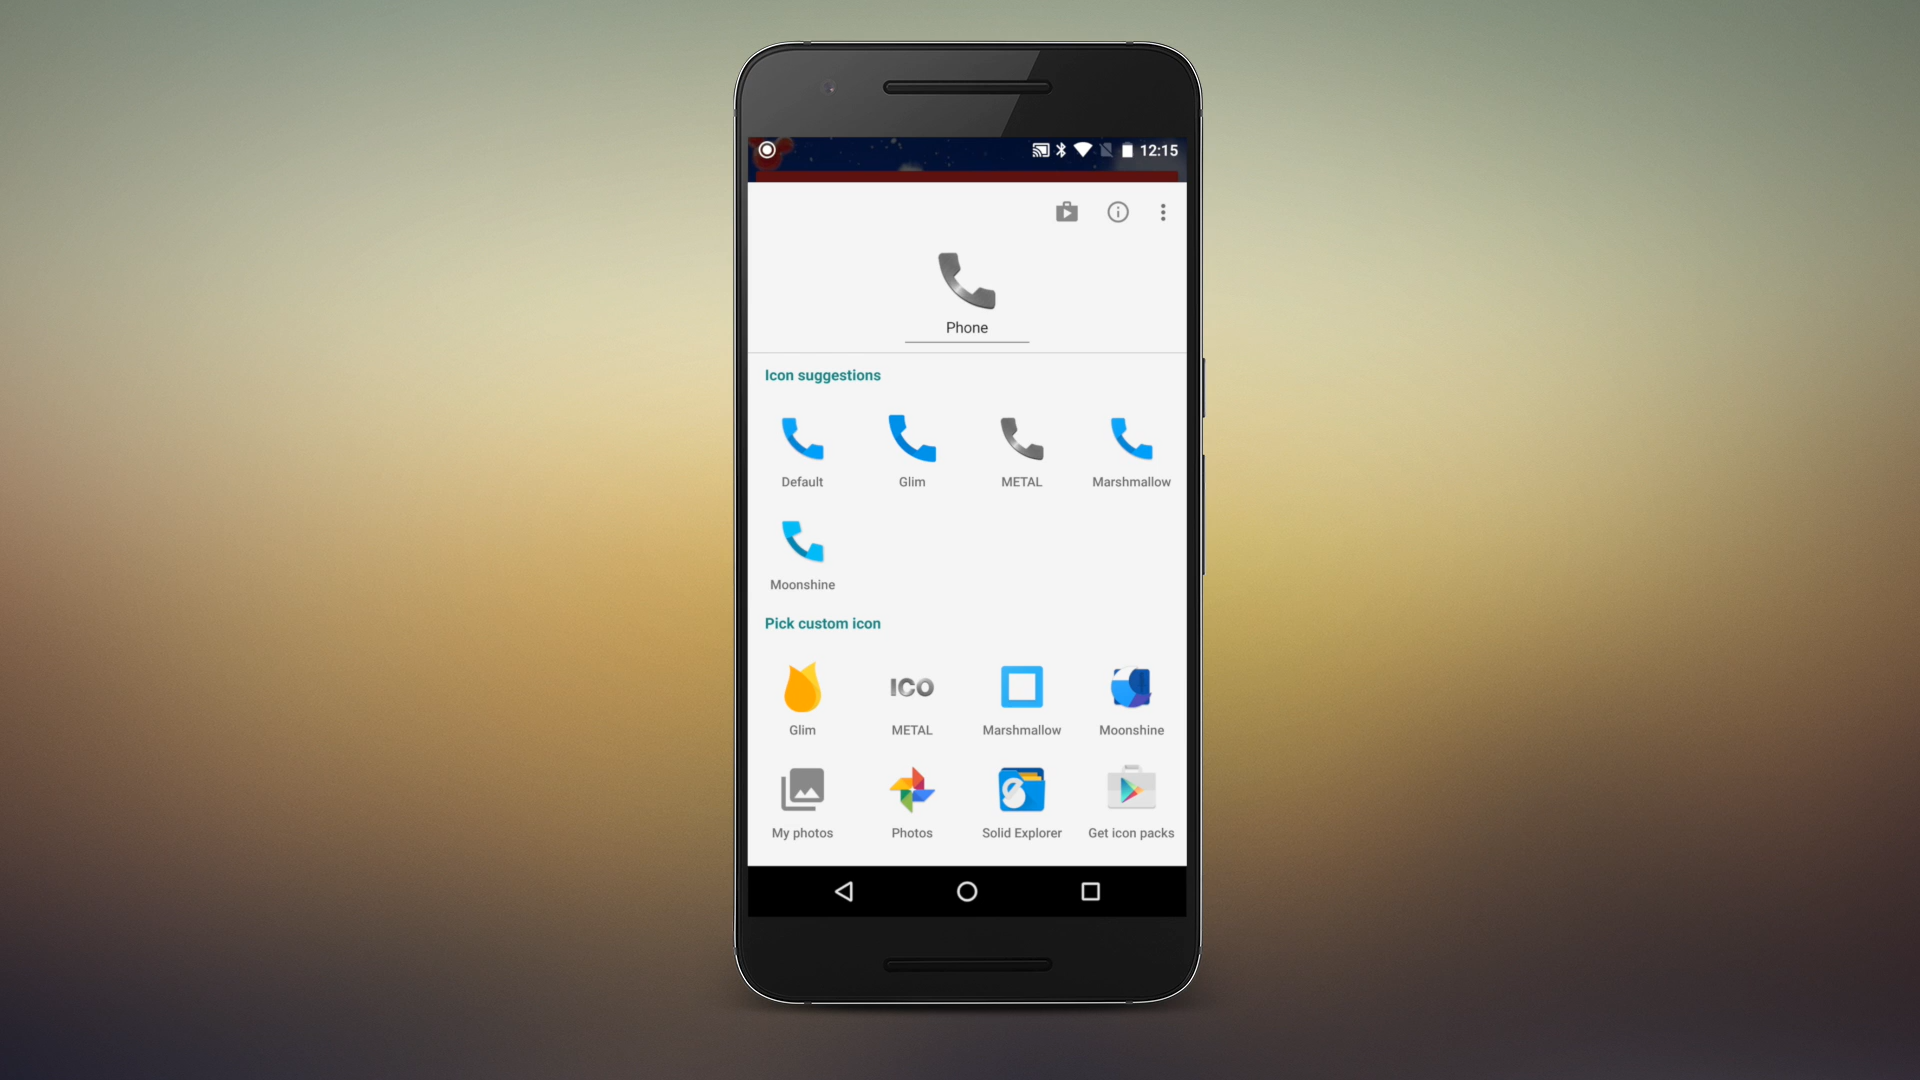 12:15
Phone
Icon suggestions
Default
Glim
METAL
Marshmallow
Moonshine
Pick custom icon
ICO
Glim
METAL
Marshmallow
Moonshine
My photos
Photos
Solid Explorer
Get icon packs